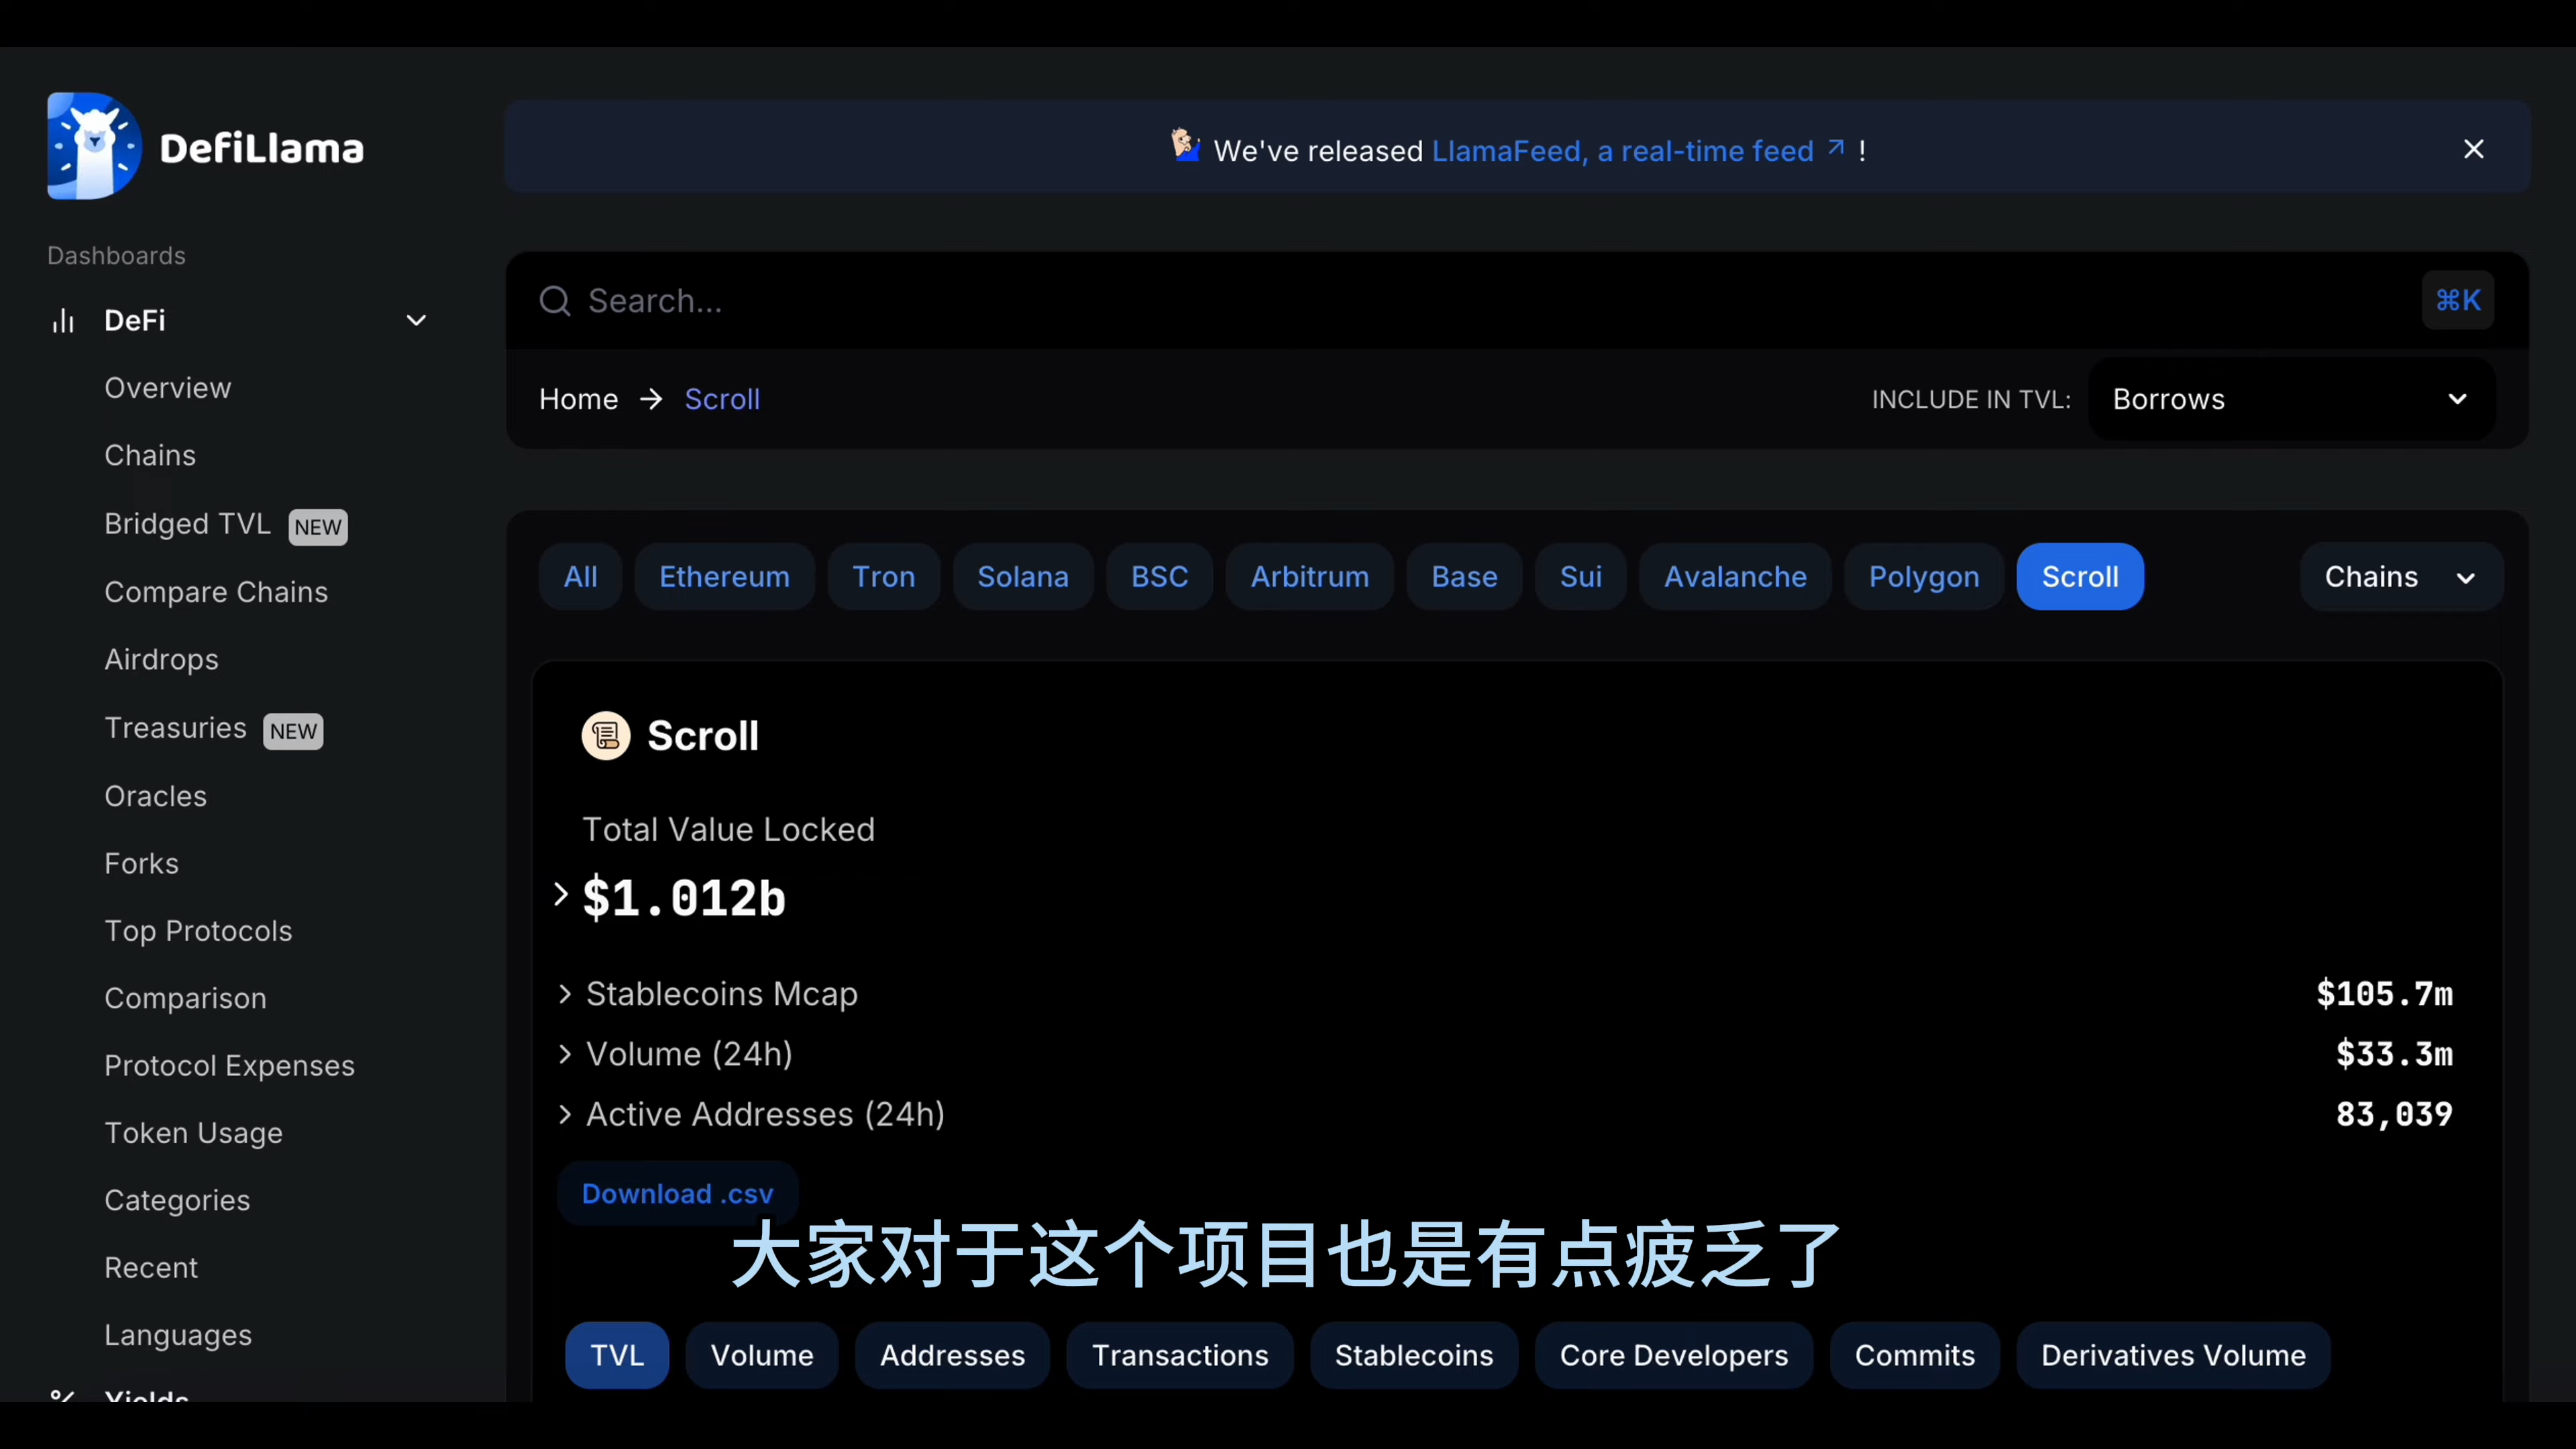 DefiLlama
We've released LlamaFeed, a real-time feed ↗ !
Dashboards
DeFi
Overview
Chains
Bridged TVL NEW
Compare Chains
Airdrops
Treasuries NEW
Oracles
Forks
Top Protocols
Comparison
Protocol Expenses
Token Usage
Categories
Recent
Languages
Yields
Search... ⌘K
Home → Scroll INCLUDE IN TVL: Borrows
All Ethereum Tron Solana BSC Arbitrum Base Sui Avalanche Polygon Scroll Chains
Scroll
Total Value Locked
$1.012b
Stablecoins Mcap $105.7m
Volume (24h) $33.3m
Active Addresses (24h) 83,039
Download .csv
大家对于这个项目也是有点疲乏了
TVL Volume Addresses Transactions Stablecoins Core Developers Commits Derivatives Volume